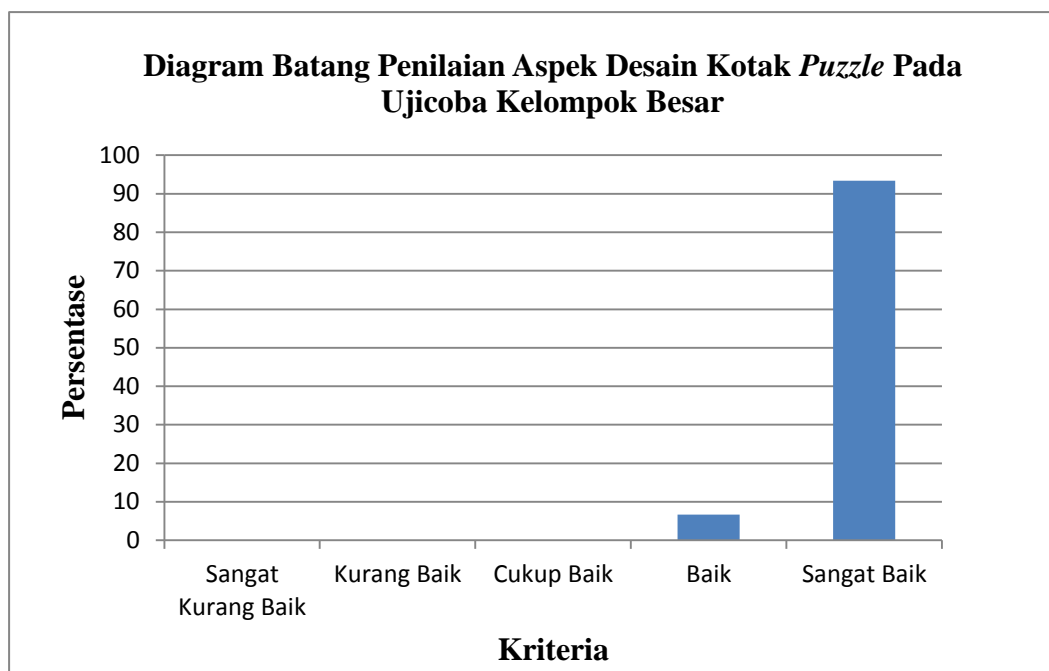 Diagram Batang Penilaian Aspek Desain Kotak Puzzle Pada
Ujicoba Kelompok Besar
Persentase
100
90
80
70
60
50
40
30
20
10
0
Sangat
Kurang Baik
Kurang Baik
Cukup Baik
Baik
Sangat Baik
Kriteria